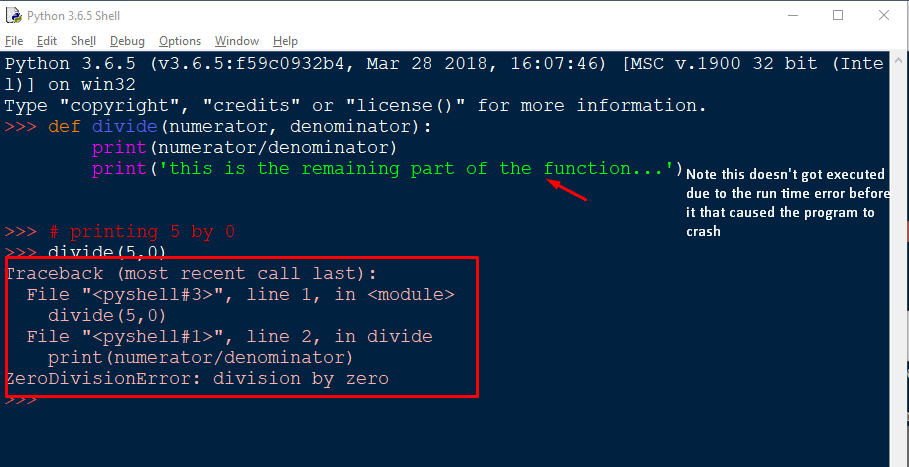 Python 3.6.5 Shell
File Edit Shell Debug Options Window Help
Python 3.6.5 (v3.6.5:f59c0932b4, Mar 28 2018, 16:07:46) [MSC v.1900 32 bit (Inte
l)] on win32
Type "copyright", "credits" or "license()" for more information.
>>> def divide(numerator, denominator):
        print(numerator/denominator)
        print('this is the remaining part of the function...')
Note this doesn't got executed
due to the run time error before
it that caused the program to
crash
>>> # printing 5 by 0
>>> divide(5,0)
Traceback (most recent call last):
  File "<pyshell#3>", line 1, in <module>
    divide(5,0)
  File "<pyshell#1>", line 2, in divide
    print(numerator/denominator)
ZeroDivisionError: division by zero
>>>